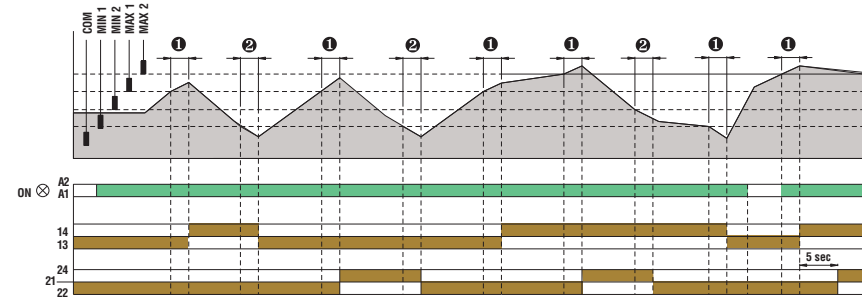 COM
MIN 1
MIN 2
MAX 1
MAX 2
❶ ❷ ❶ ❷ ❶ ❶ ❷ ❶ ❶
ON A2
A1
14
13
5 sec
24
21
22